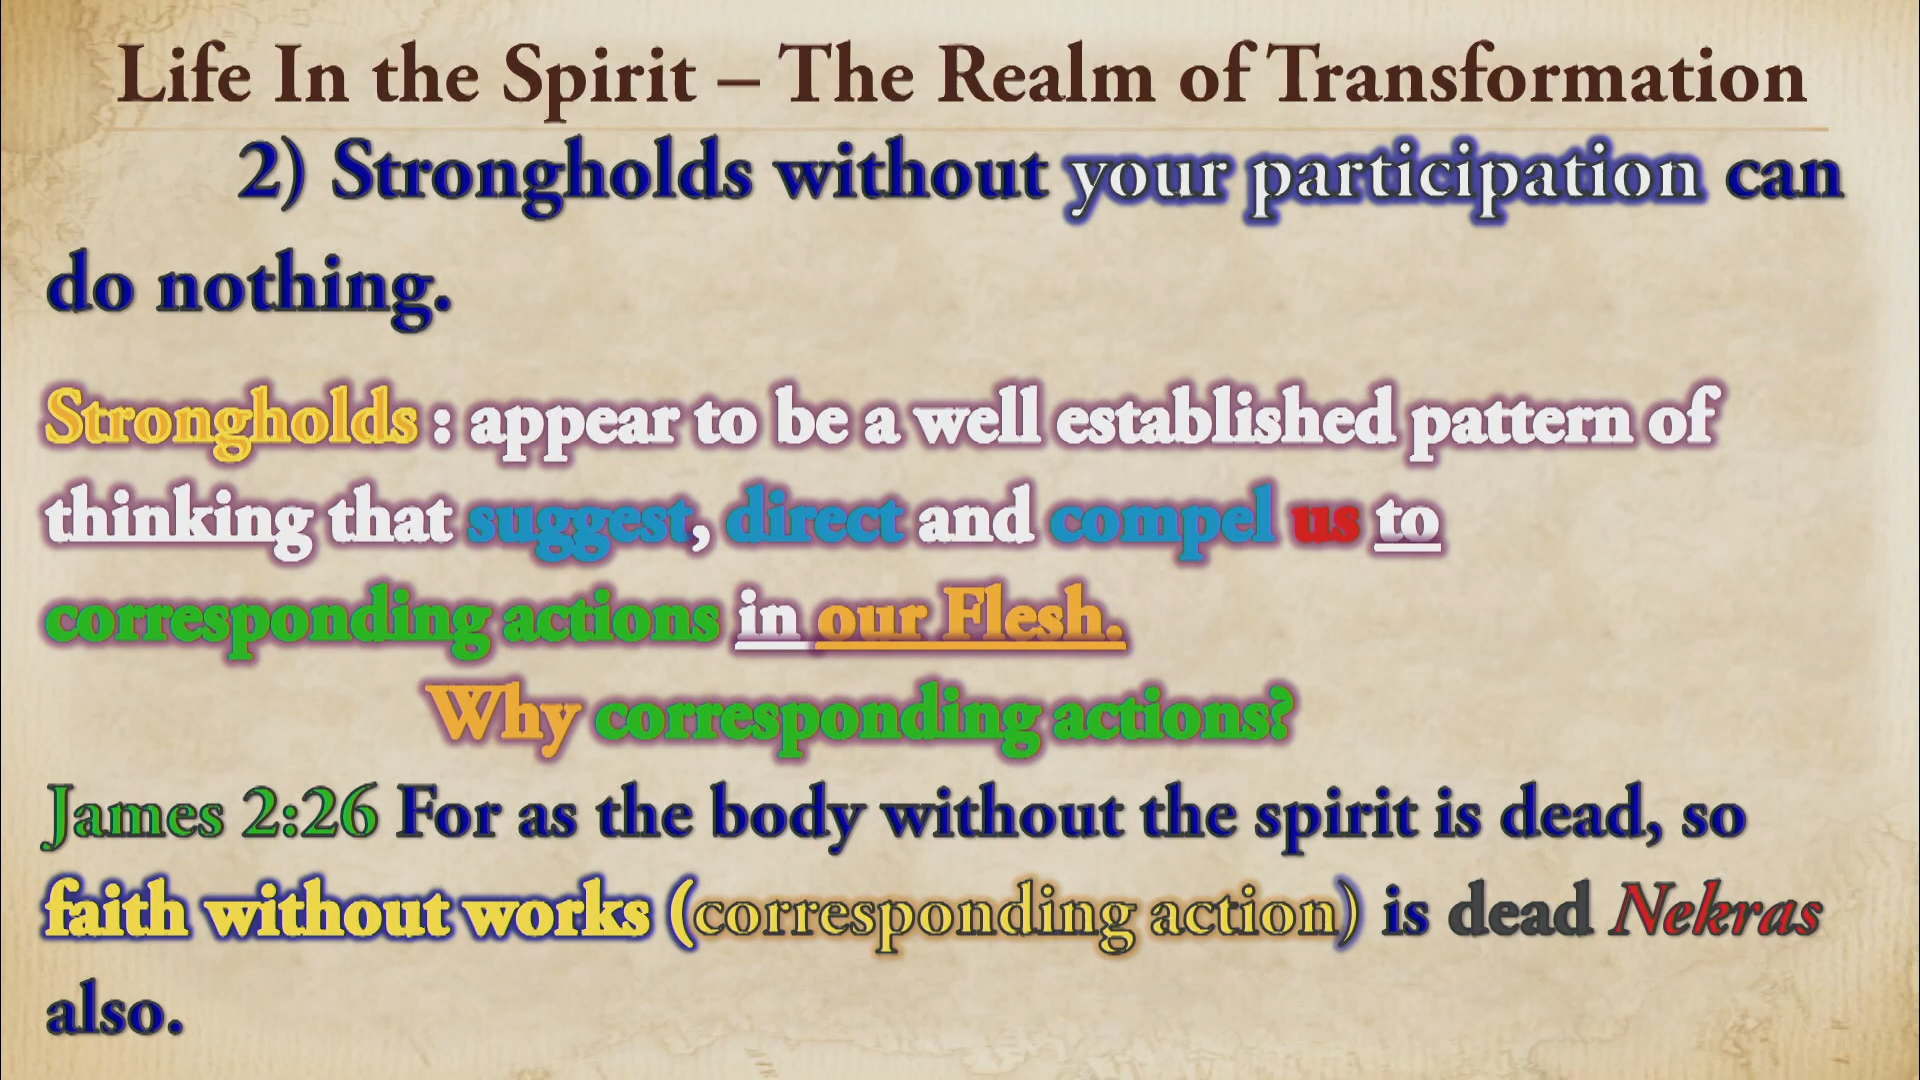 Life In the Spirit – The Realm of Transformation
2) Strongholds without your participation can
do nothing.
Strongholds : appear to be a well established pattern of
thinking that suggest, direct and compel us to
corresponding actions in our Flesh.
Why corresponding actions?
James 2:26 For as the body without the spirit is dead, so
faith without works (corresponding action) is dead Nekras
also.